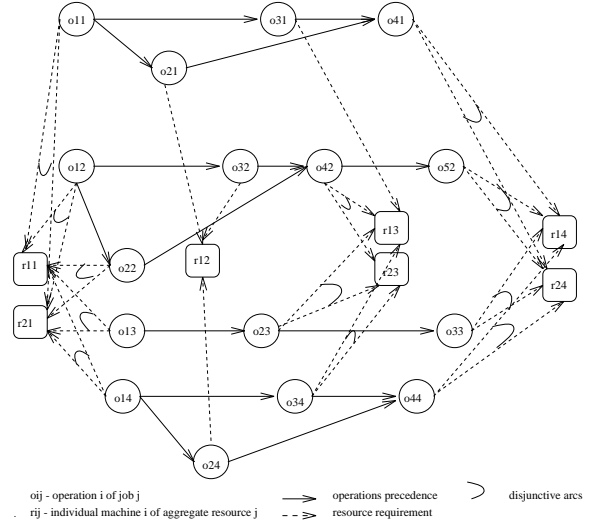 o11 o31 o41
o21
o12 o32 o42 o52
r13 r14
r11 o22 r12
r23 r24
r21 o13 o23 o33
o14 o34 o44
o24
oij - operation i of job j operations precedence disjunctive arcs
. rij - individual machine i of aggregate resource j resource requirement